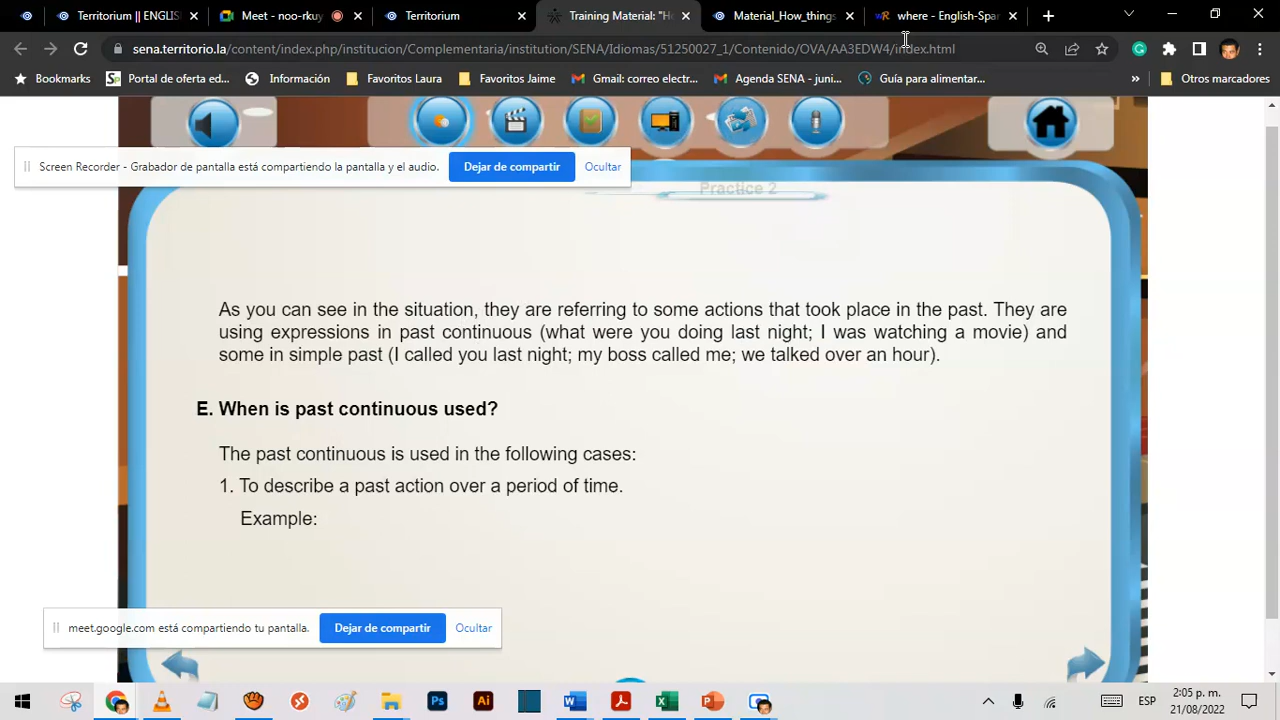 Territorium || ENGLISH
Meet - noo-rkuy
Territorium
Training Material: "He
Material_How_things
where - English-Spar
sena.territorio.la/content/index.php/institucion/Complementaria/institution/SENA/Idiomas/51250027_1/Contenido/OVA/AA3EDW4/index.html
Bookmarks
Portal de oferta ed...
Información
Favoritos Laura
Favoritos Jaime
Gmail: correo electr...
Agenda SENA - juni...
Guía para alimentar...
»
Otros marcadores
Screen Recorder - Grabador de pantalla está compartiendo la pantalla y el audio.
Dejar de compartir
Ocultar
Practice 2
As you can see in the situation, they are referring to some actions that took place in the past. They are
using expressions in past continuous (what were you doing last night; I was watching a movie) and
some in simple past (I called you last night; my boss called me; we talked over an hour).
E. When is past continuous used?
The past continuous is used in the following cases:
1. To describe a past action over a period of time.
Example:
meet.google.com está compartiendo tu pantalla.
Dejar de compartir
Ocultar
ESP
2:05 p. m.
21/08/2022